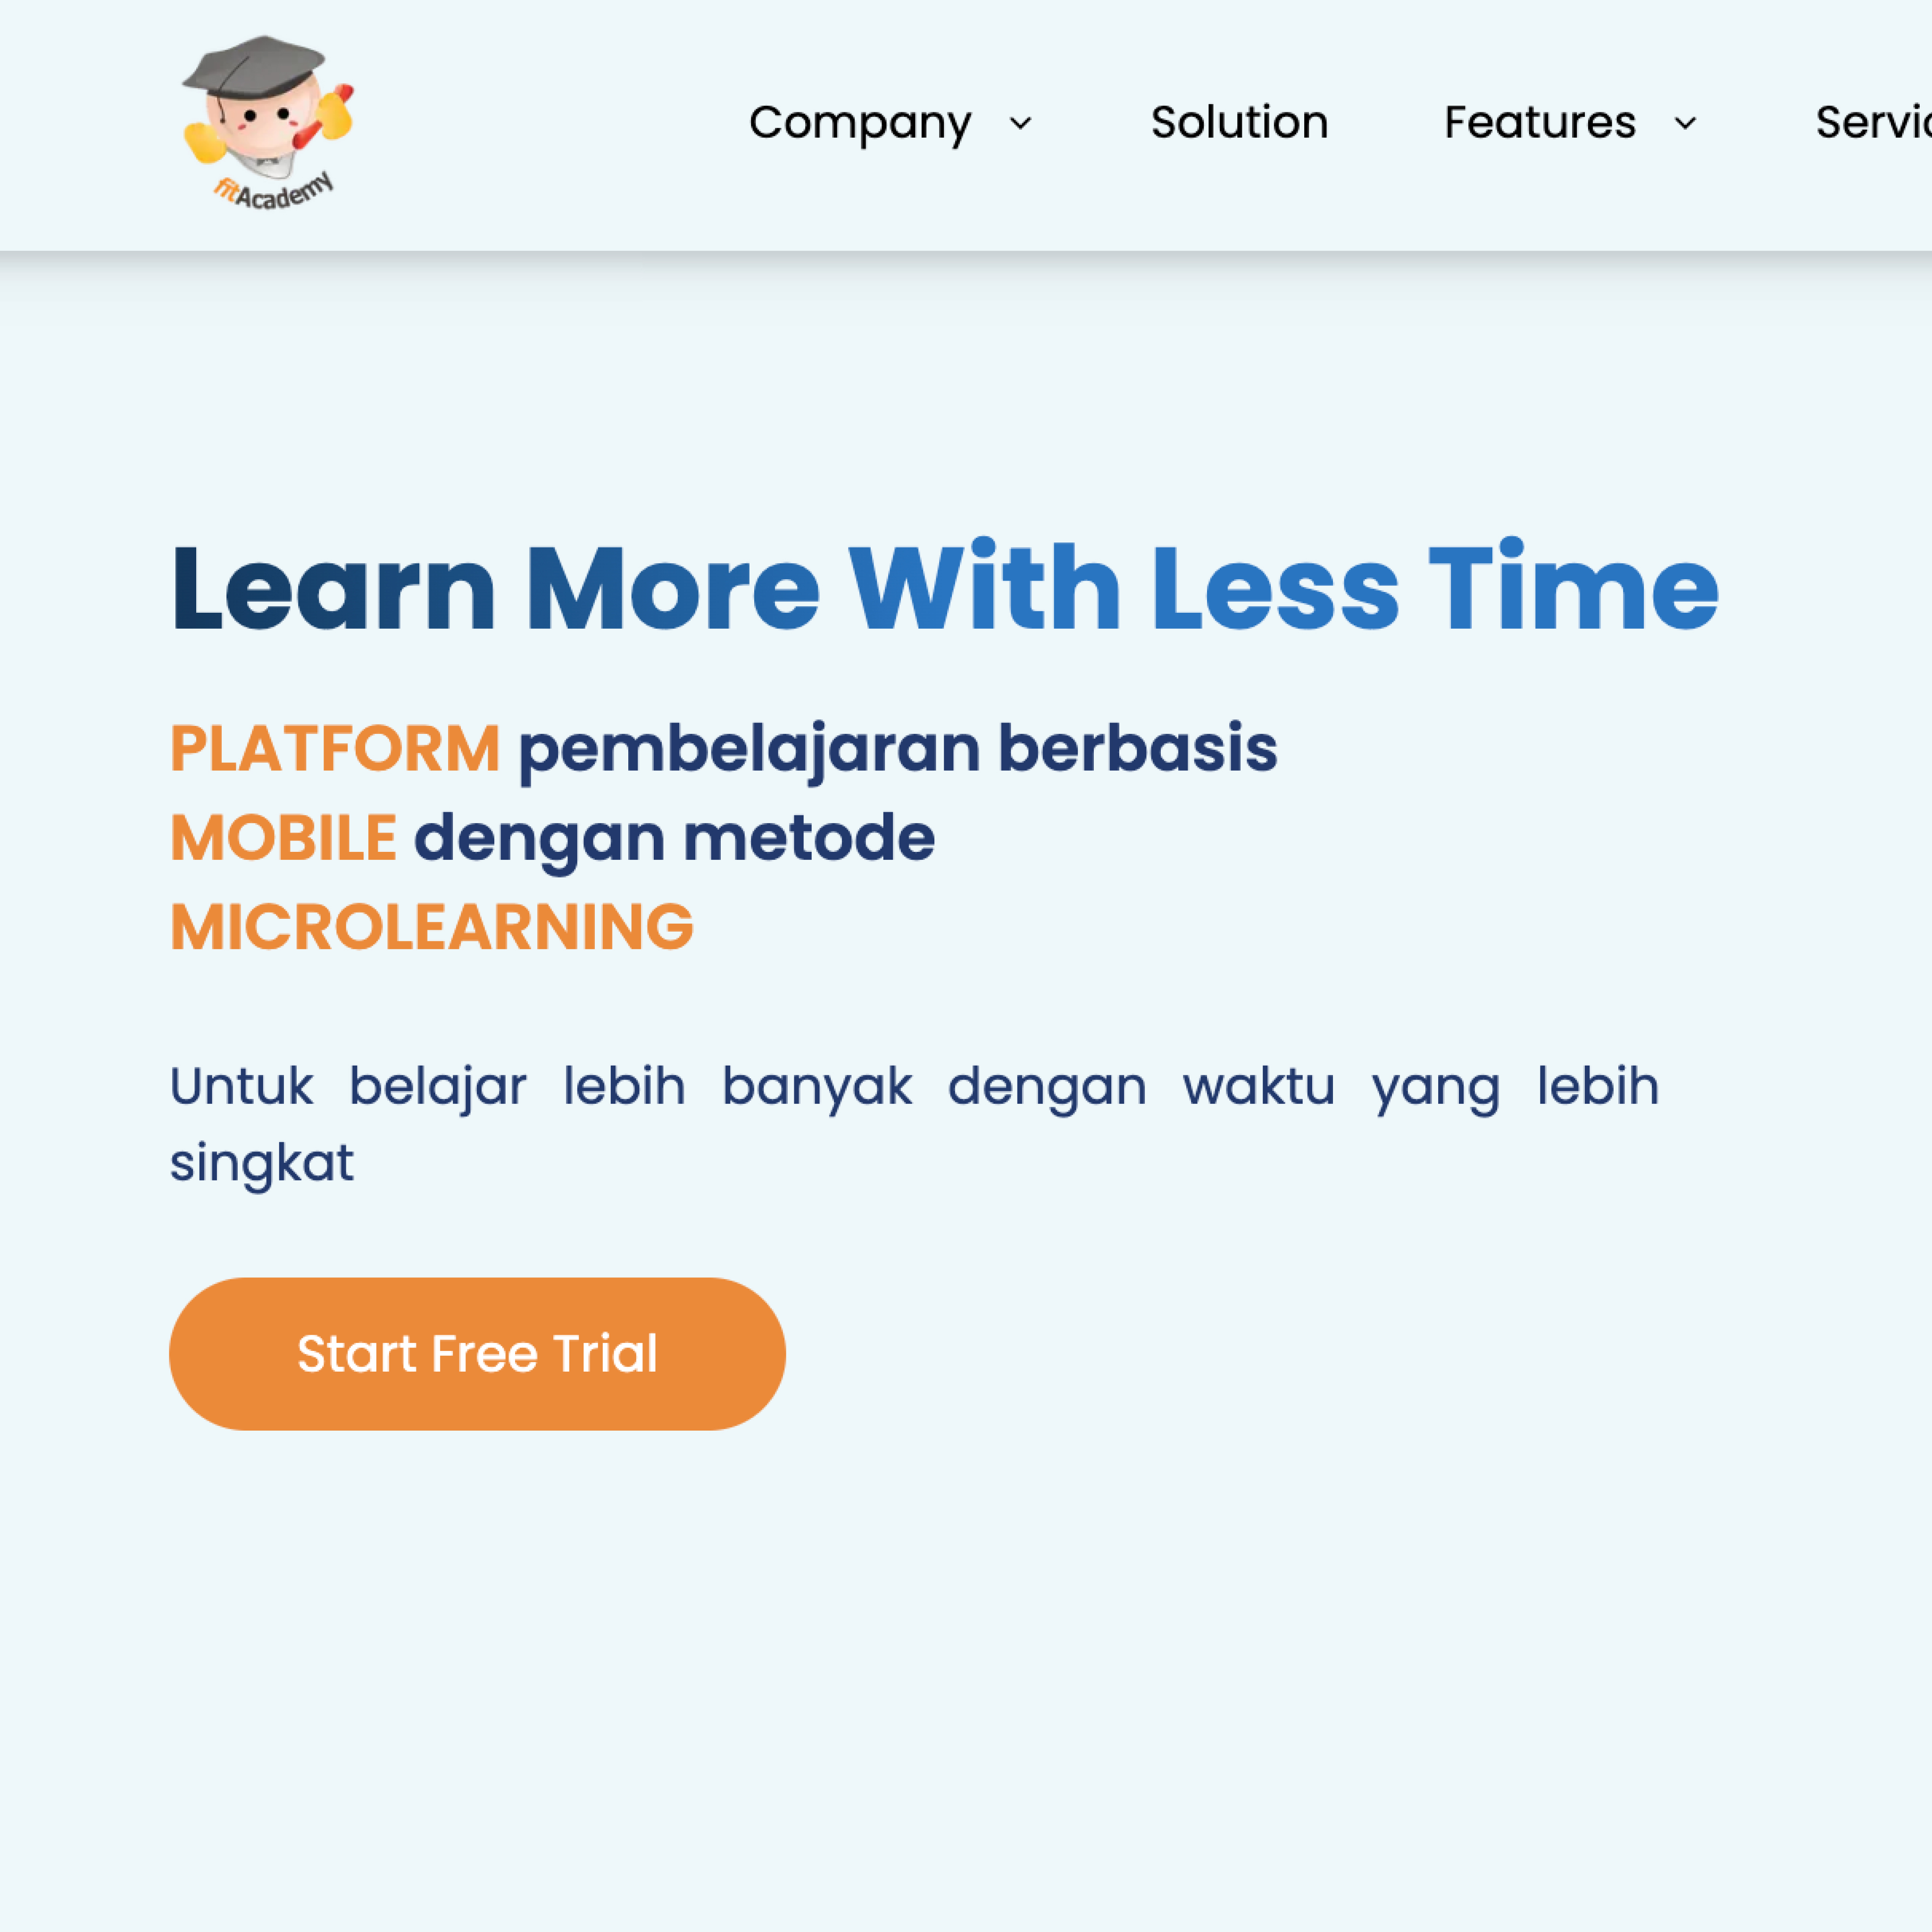 fitAcademy
Company Solution Features
Learn More With Less Time
PLATFORM pembelajaran berbasis
MOBILE dengan metode
MICROLEARNING
Untuk belajar lebih banyak dengan waktu yang lebih
singkat
Start Free Trial